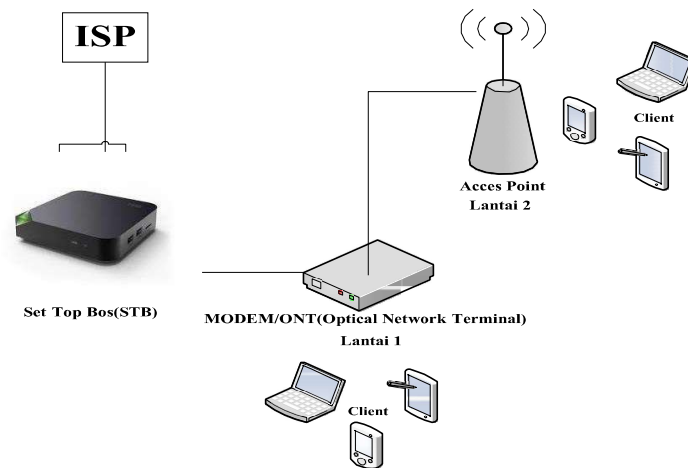 ISP
Client
Acces Point
Lantai 2
Set Top Bos(STB)
MODEM/ONT(Optical Network Terminal)
Lantai 1
Client